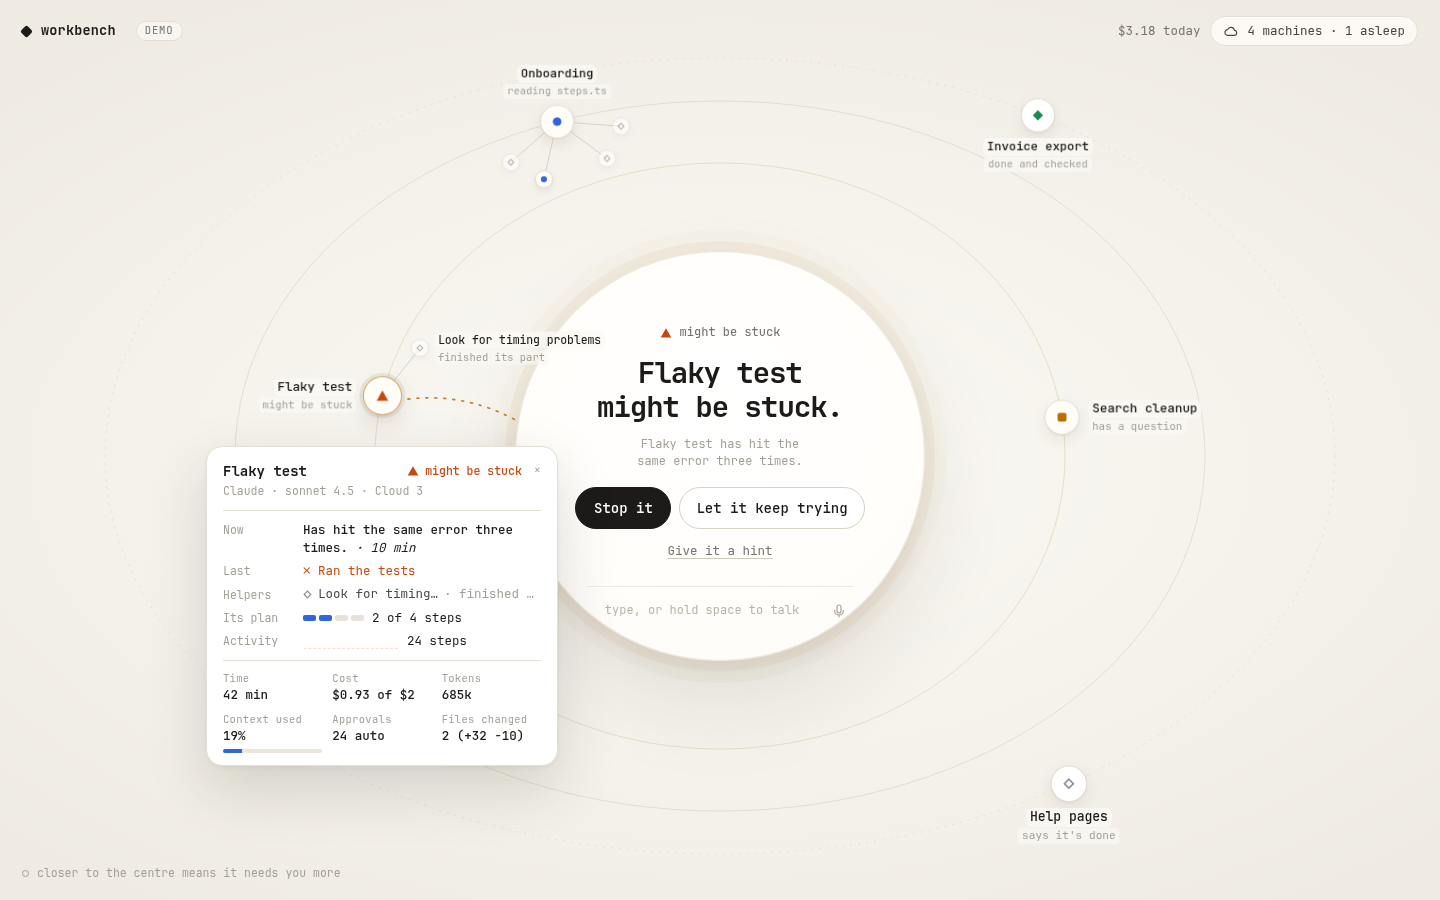 workbench
DEMO
$3.18 today
4 machines · 1 asleep
Onboarding
reading steps.ts
Invoice export
done and checked
Look for timing problems
finished its part
Flaky test
might be stuck
might be stuck
Flaky test
might be stuck.
Flaky test has hit the
same error three times.
Stop it
Let it keep trying
Give it a hint
type, or hold space to talk
Search cleanup
has a question
Flaky test
might be stuck ×
Claude · sonnet 4.5 · Cloud 3
Now
Has hit the same error three
times. · 10 min
Last
× Ran the tests
Helpers
Look for timing… · finished …
Its plan
2 of 4 steps
Activity
24 steps
Time
42 min
Cost
$0.93 of $2
Tokens
685k
Context used
19%
Approvals
24 auto
Files changed
2 (+32 -10)
Help pages
says it's done
closer to the centre means it needs you more